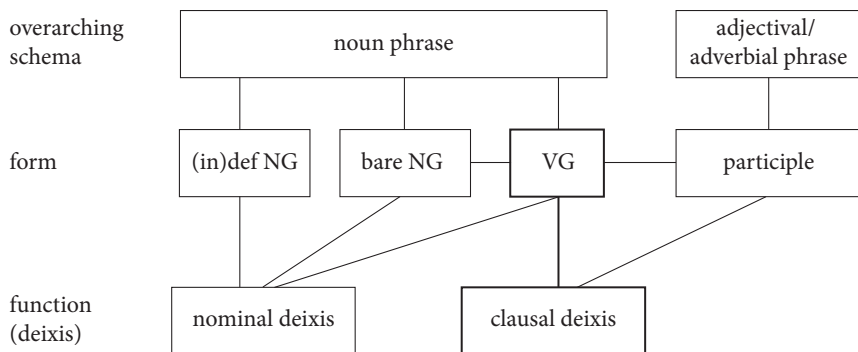 overarching
schema
noun phrase
adjectival/
adverbial phrase
form
(in)def NG
bare NG
VG
participle
function
(deixis)
nominal deixis
clausal deixis